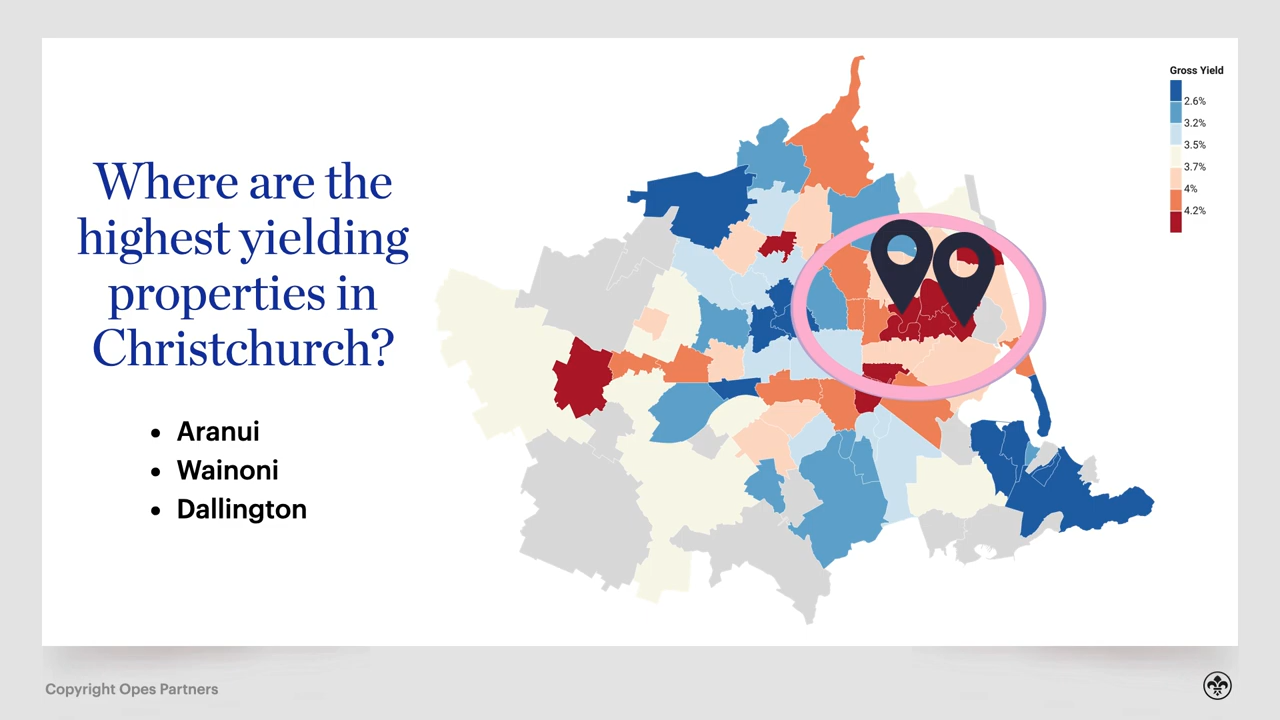 Where are the
highest yielding
properties in
Christchurch?
• Aranui
• Wainoni
• Dallington
Gross Yield
2.6%
3.2%
3.5%
3.7%
4%
4.2%
Copyright Opes Partners